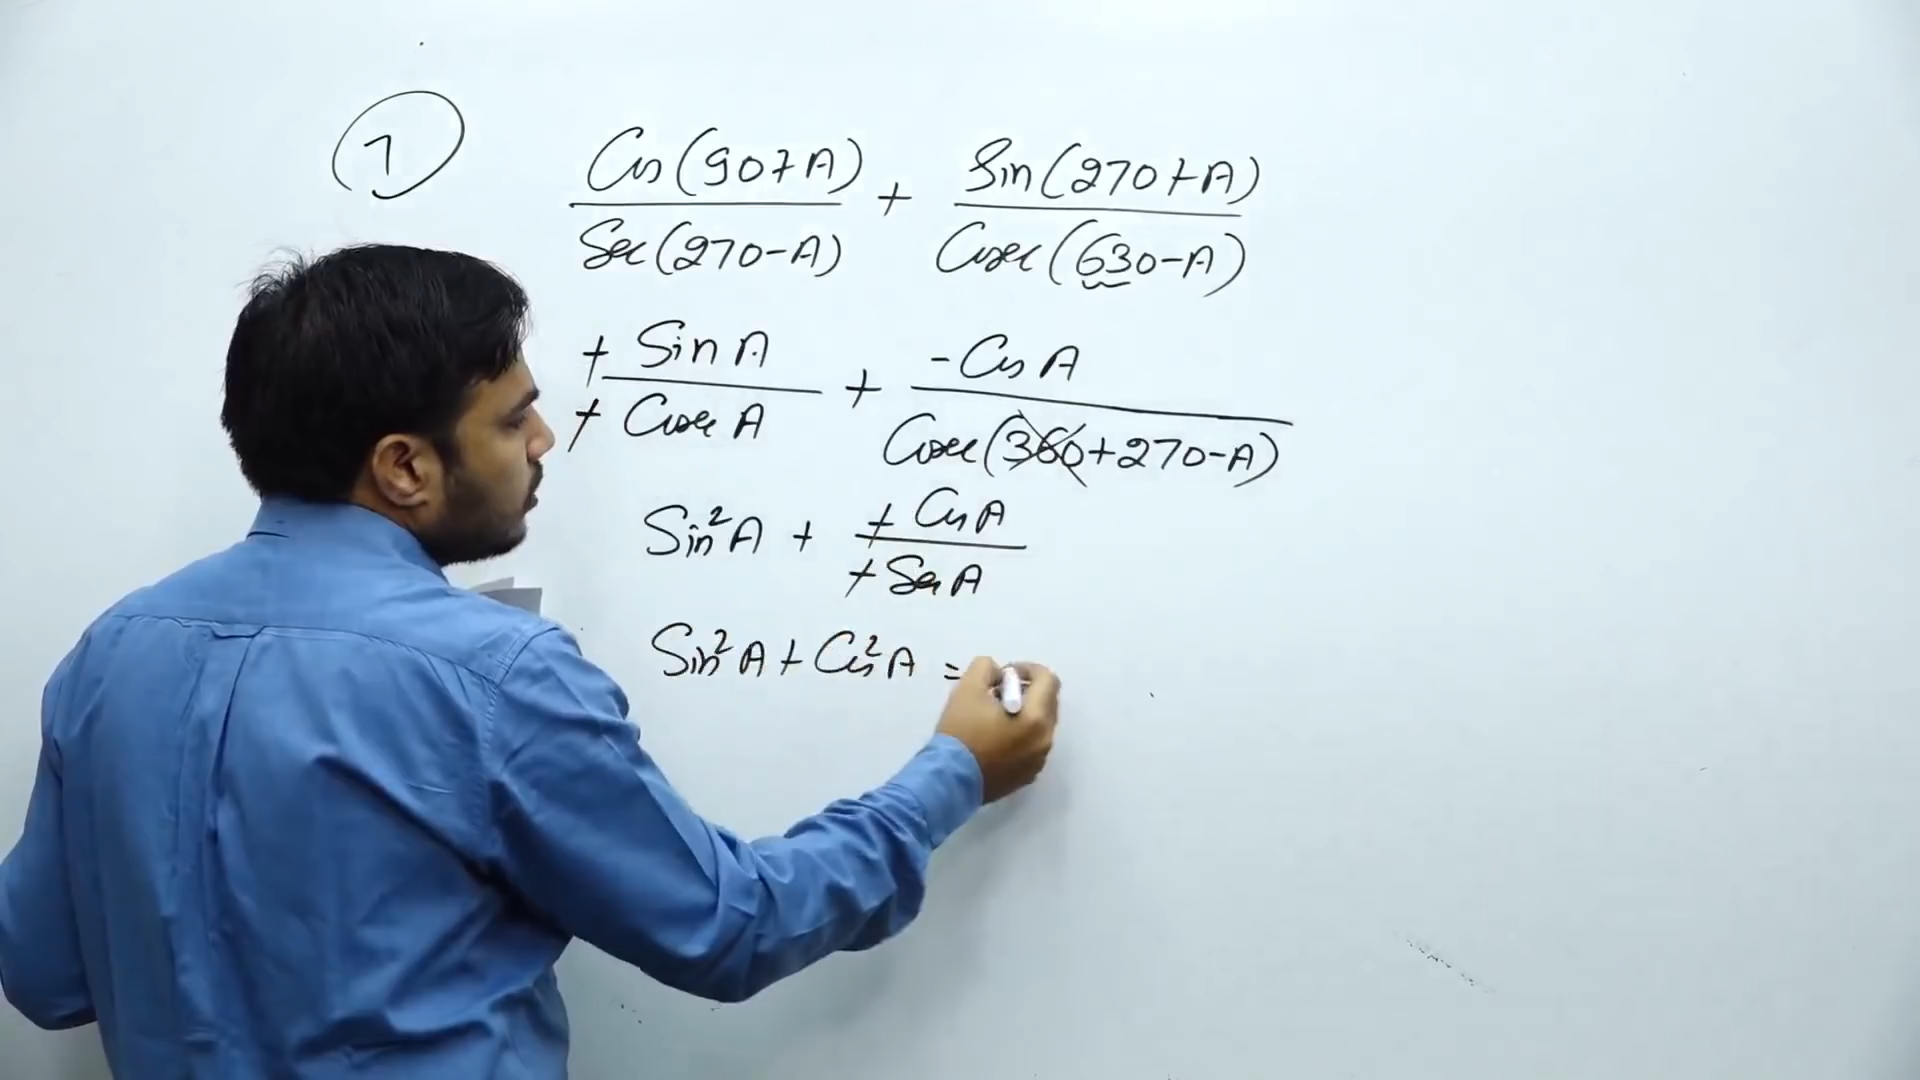 7
Cos(90+A) + Sin(270+A)
Sec(270-A) Cosec(630-A)
+ Sin A + -Cos A
+ Cosec A Cosec(360+270-A)
Sin²A + + Cos A
+ Sec A
Sin²A + Cos²A =